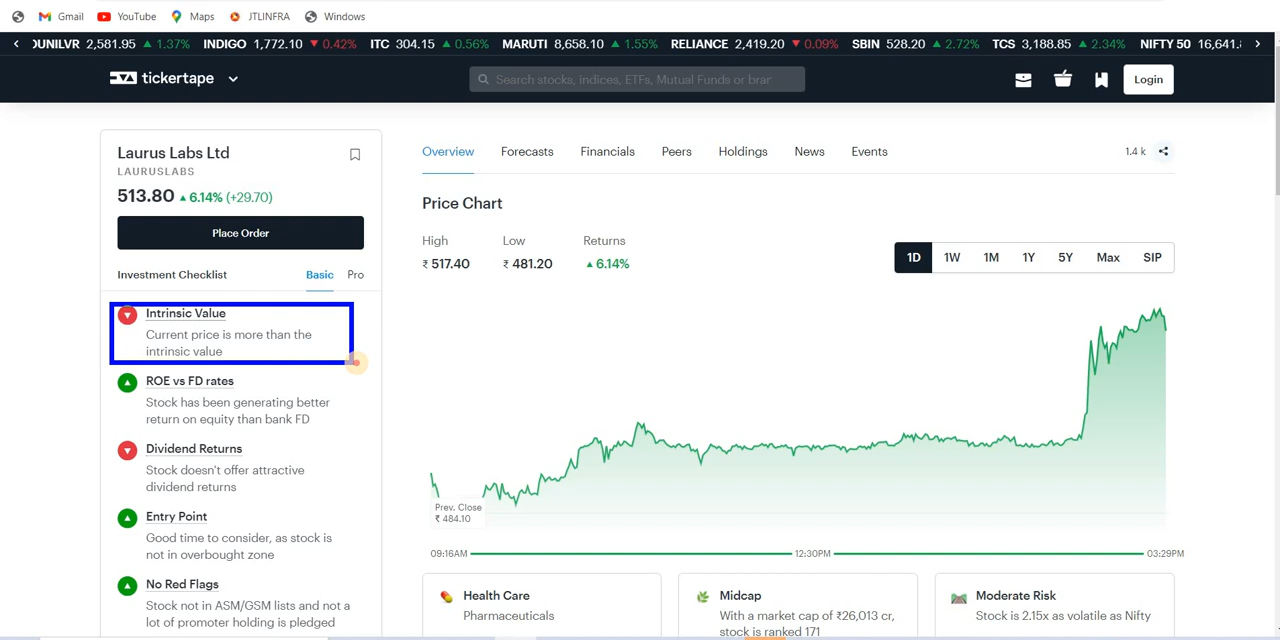 Gmail YouTube Maps JTLINFRA Windows
UNILVR 2,581.95 ▲ 1.37% INDIGO 1,772.10 ▼ 0.42% ITC 304.15 ▲ 0.56% MARUTI 8,658.10 ▲ 1.55% RELIANCE 2,419.20 ▼ 0.09% SBIN 528.20 ▲ 2.72% TCS 3,188.85 ▲ 2.34% NIFTY 50 16,641.
tickertape Search stocks, indices, ETFs, Mutual Funds or brar Login
Laurus Labs Ltd
LAURUSLABS
513.80 ▲ 6.14% (+29.70)
Place Order
Investment Checklist Basic Pro
Intrinsic Value
Current price is more than the
intrinsic value
ROE vs FD rates
Stock has been generating better
return on equity than bank FD
Dividend Returns
Stock doesn't offer attractive
dividend returns
Entry Point
Good time to consider, as stock is
not in overbought zone
No Red Flags
Stock not in ASM/GSM lists and not a
lot of promoter holding is pledged
Overview Forecasts Financials Peers Holdings News Events 1.4 k
Price Chart
High Low Returns
₹ 517.40 ₹ 481.20 ▲ 6.14%
1D 1W 1M 1Y 5Y Max SIP
Prev. Close
₹ 484.10
09:16AM 12:30PM 03:29PM
Health Care
Pharmaceuticals
Midcap
With a market cap of ₹26,013 cr,
stock is ranked 171
Moderate Risk
Stock is 2.15x as volatile as Nifty